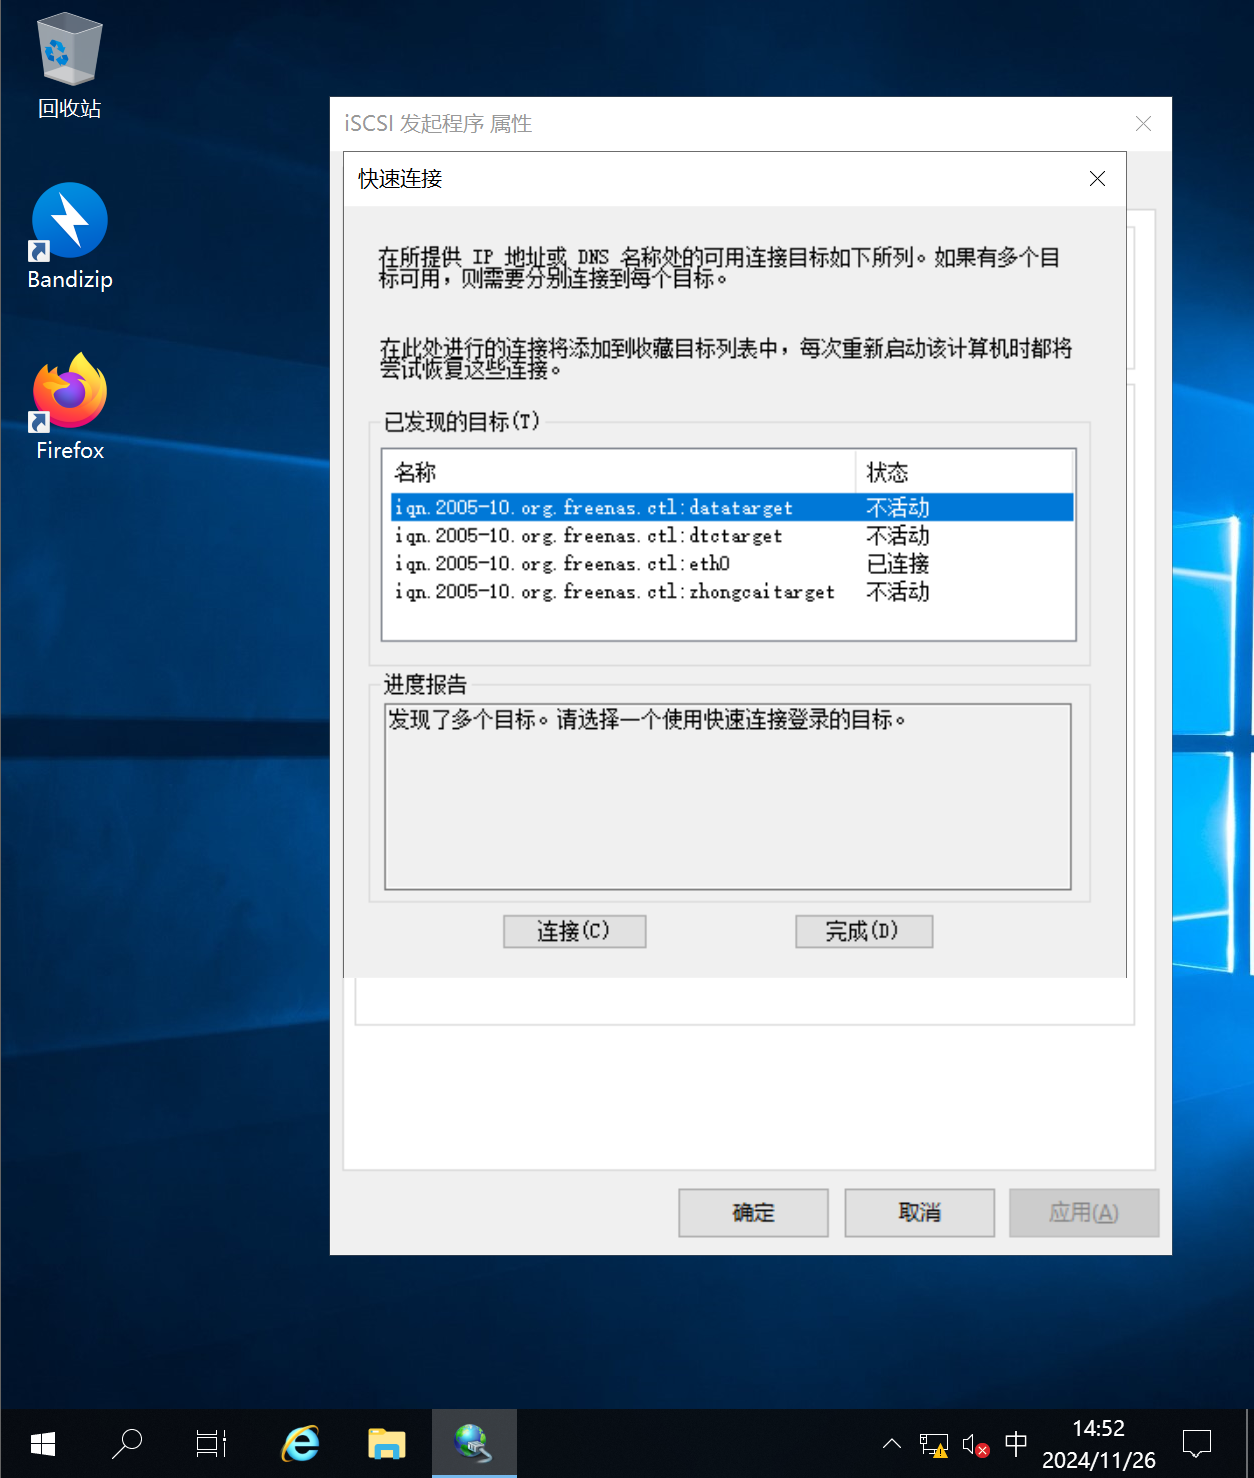 回收站
Bandizip
Firefox
iSCSI 发起程序 属性
快速连接
在所提供 IP 地址或 DNS 名称处的可用连接目标如下所列。如果有多个目
标可用，则需要分别连接到每个目标。
在此处进行的连接将添加到收藏目标列表中，每次重新启动该计算机时都将
尝试恢复这些连接。
已发现的目标(T)
名称 状态
iqn.2005-10.org.freenas.ctl:datatarget 不活动
iqn.2005-10.org.freenas.ctl:dtctarget 不活动
iqn.2005-10.org.freenas.ctl:eth0 已连接
iqn.2005-10.org.freenas.ctl:zhongcaitarget 不活动
进度报告
发现了多个目标。请选择一个使用快速连接登录的目标。
连接(C) 完成(D)
确定 取消 应用(A)
中
14:52
2024/11/26